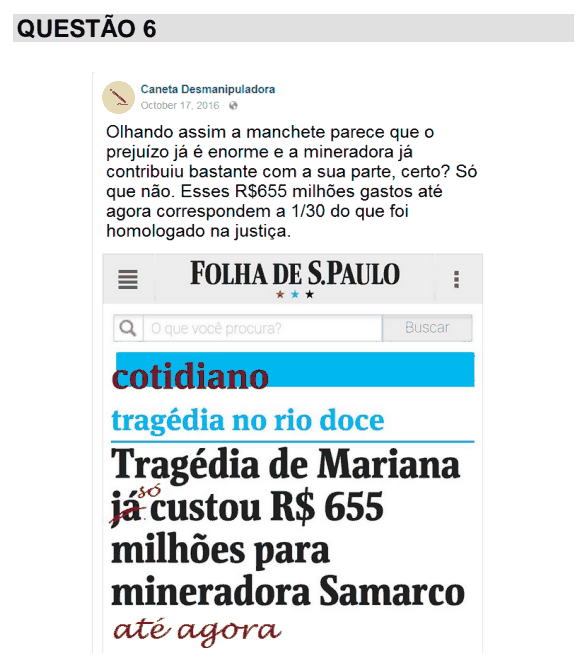 QUESTÃO 6
Caneta Desmanipuladora
October 17, 2016 ·
Olhando assim a manchete parece que o
prejuízo já é enorme e a mineradora já
contribuiu bastante com a sua parte, certo? Só
que não. Esses R$655 milhões gastos até
agora correspondem a 1/30 do que foi
homologado na justiça.
FOLHA DE S.PAULO
O que você procura?
Buscar
cotidiano
tragédia no rio doce
Tragédia de Mariana
só
já custou R$ 655
milhões para
mineradora Samarco
até agora